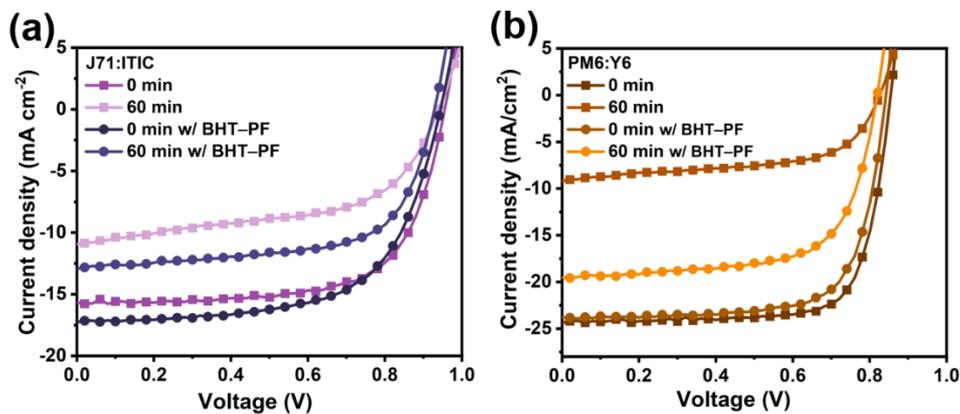 (a)
J71:ITIC
0 min
60 min
0 min w/ BHT–PF
60 min w/ BHT–PF
Current density (mA cm⁻²)
5
0
-5
-10
-15
-20
0.0 0.2 0.4 0.6 0.8 1.0
Voltage (V)
(b)
PM6:Y6
0 min
60 min
0 min w/ BHT–PF
60 min w/ BHT–PF
Current density (mA/cm²)
5
0
-5
-10
-15
-20
-25
0.0 0.2 0.4 0.6 0.8 1.0
Voltage (V)